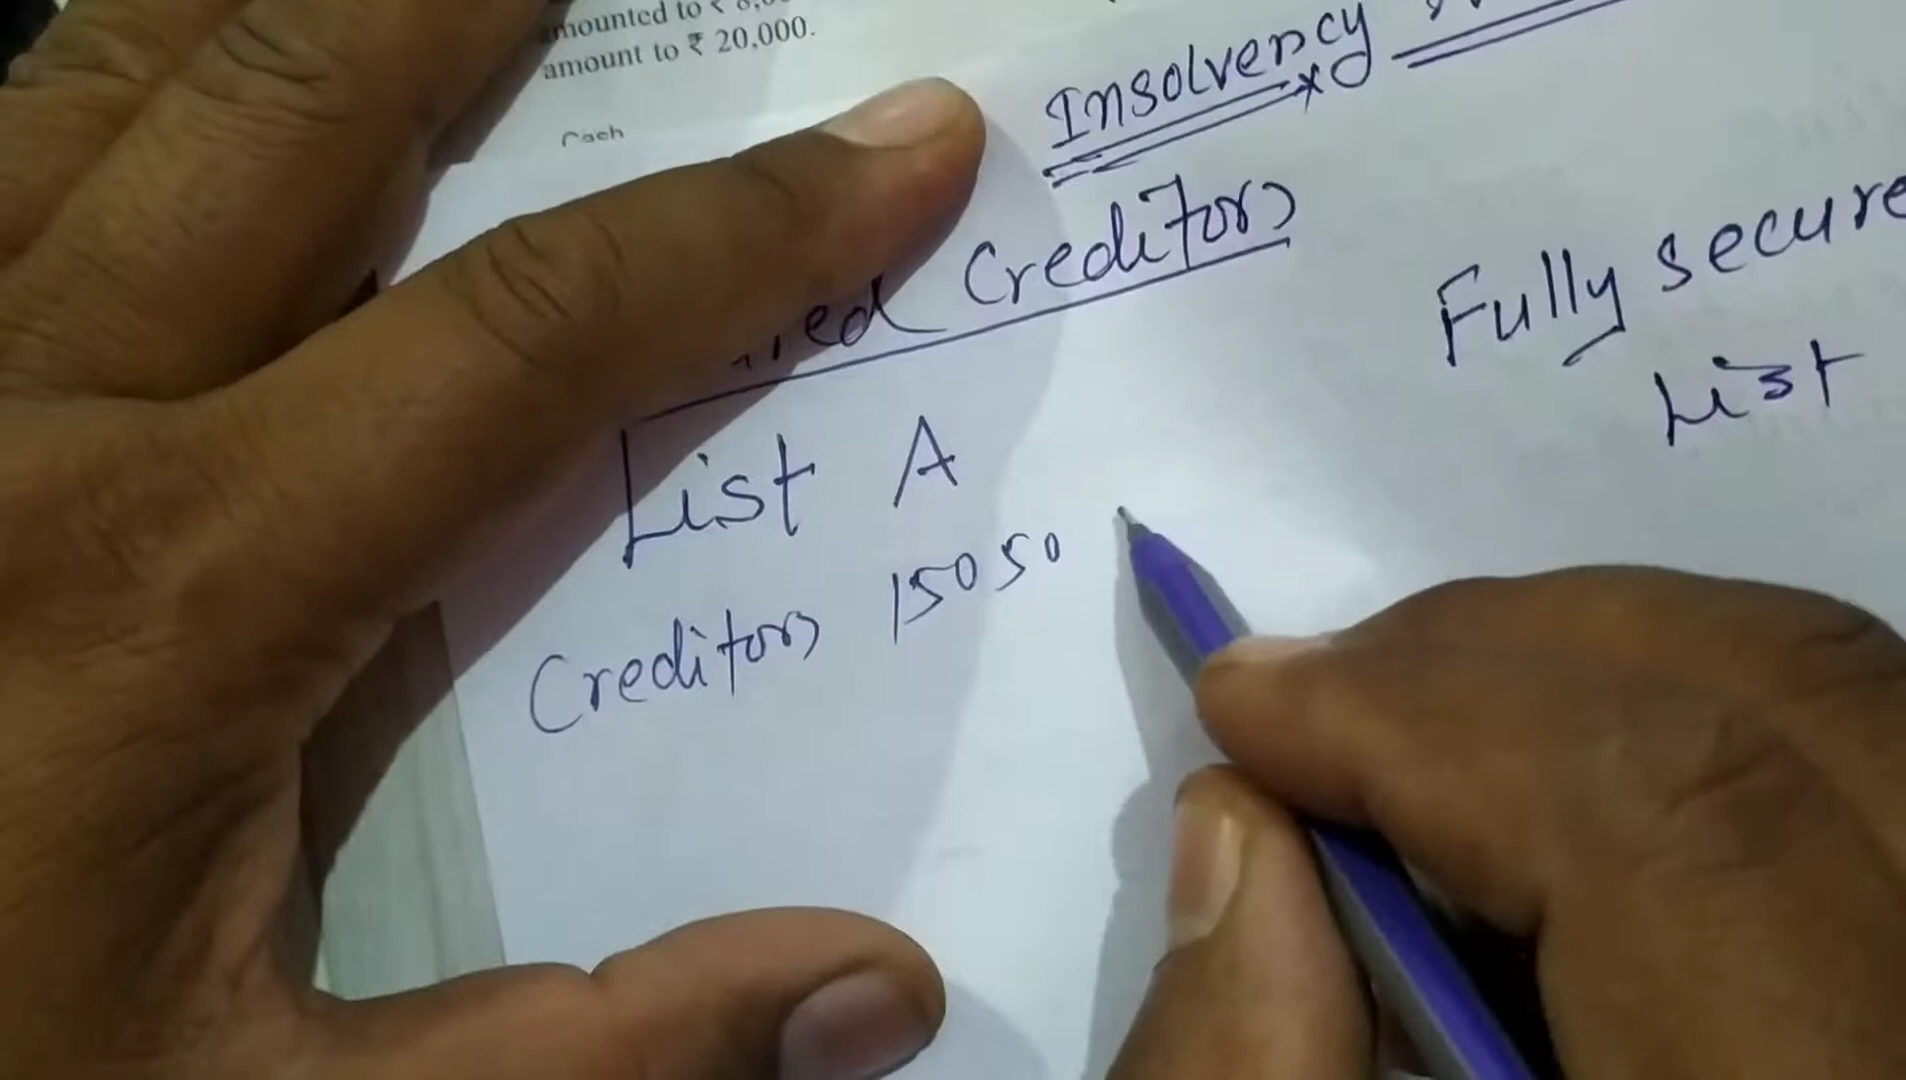 amounted to ₹
amount to ₹ 20,000.
Cash
Insolvency
Creditors
List A
Creditors 15050
Fully secure
List